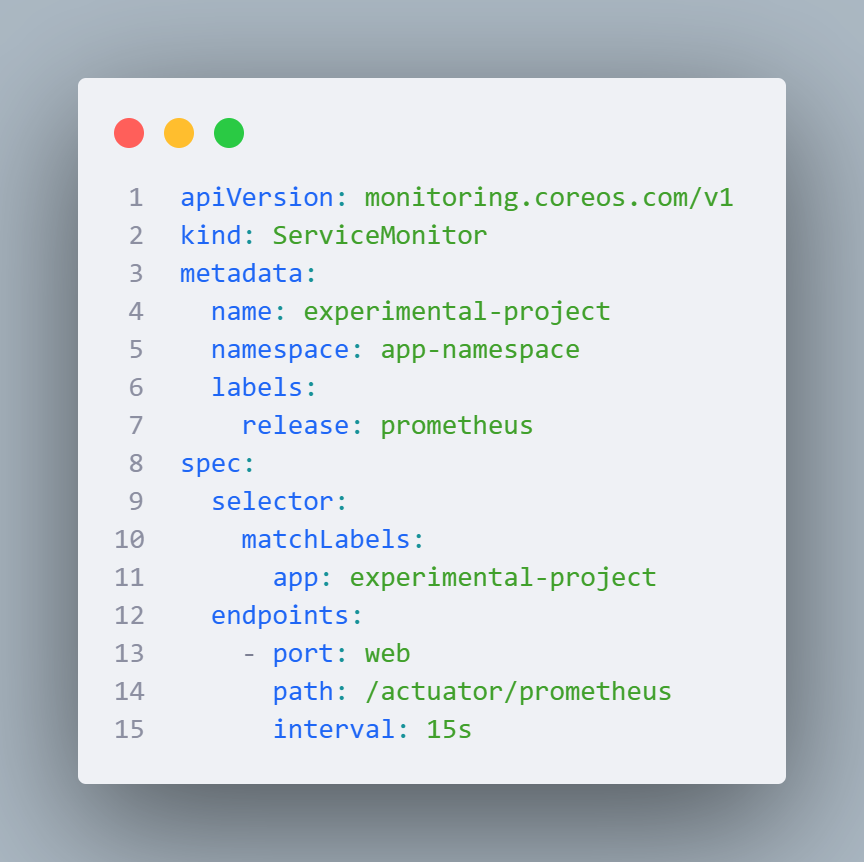 1 apiVersion: monitoring.coreos.com/v1
2 kind: ServiceMonitor
3 metadata:
4   name: experimental-project
5   namespace: app-namespace
6   labels:
7     release: prometheus
8 spec:
9   selector:
10     matchLabels:
11       app: experimental-project
12   endpoints:
13     - port: web
14       path: /actuator/prometheus
15       interval: 15s